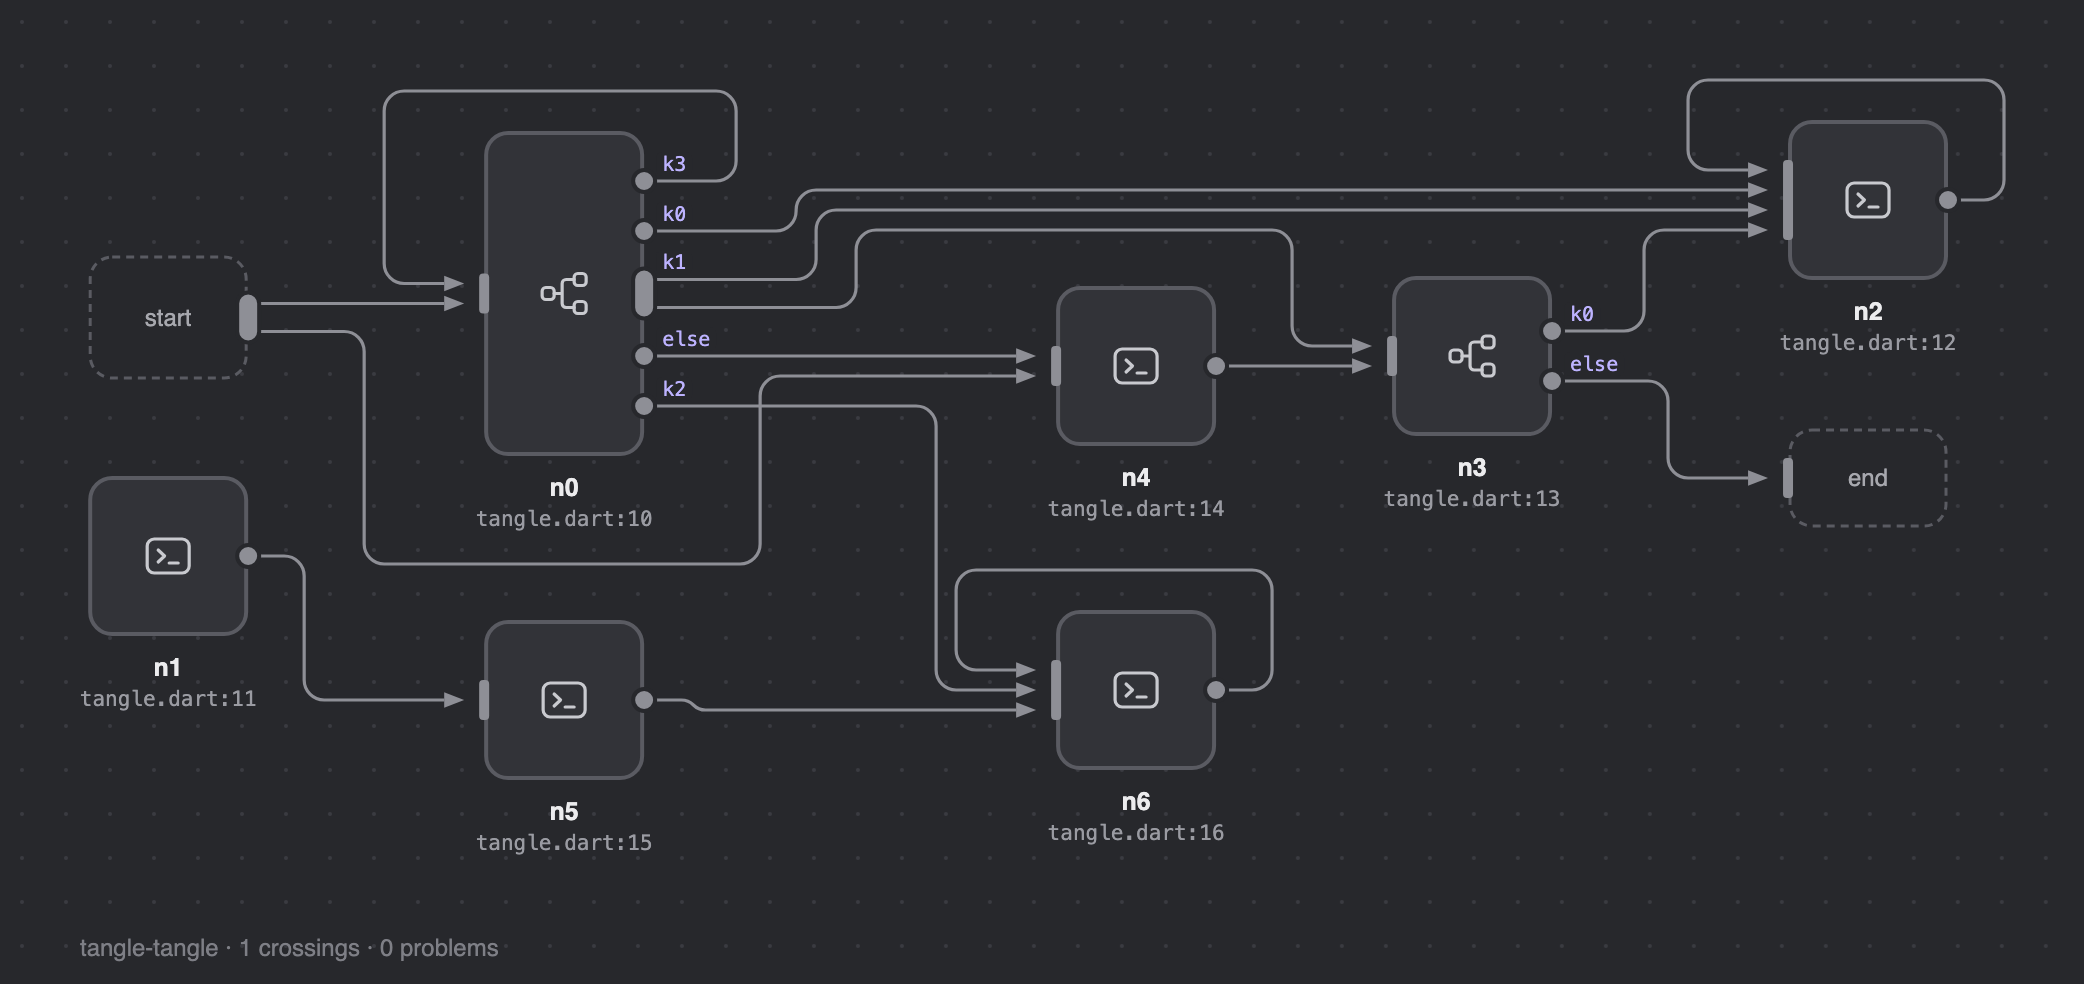 k3
k0
k1
else
k2
start
n0
tangle.dart:10
n1
tangle.dart:11
n5
tangle.dart:15
n4
tangle.dart:14
n6
tangle.dart:16
k0
else
n3
tangle.dart:13
n2
tangle.dart:12
end
tangle-tangle · 1 crossings · 0 problems